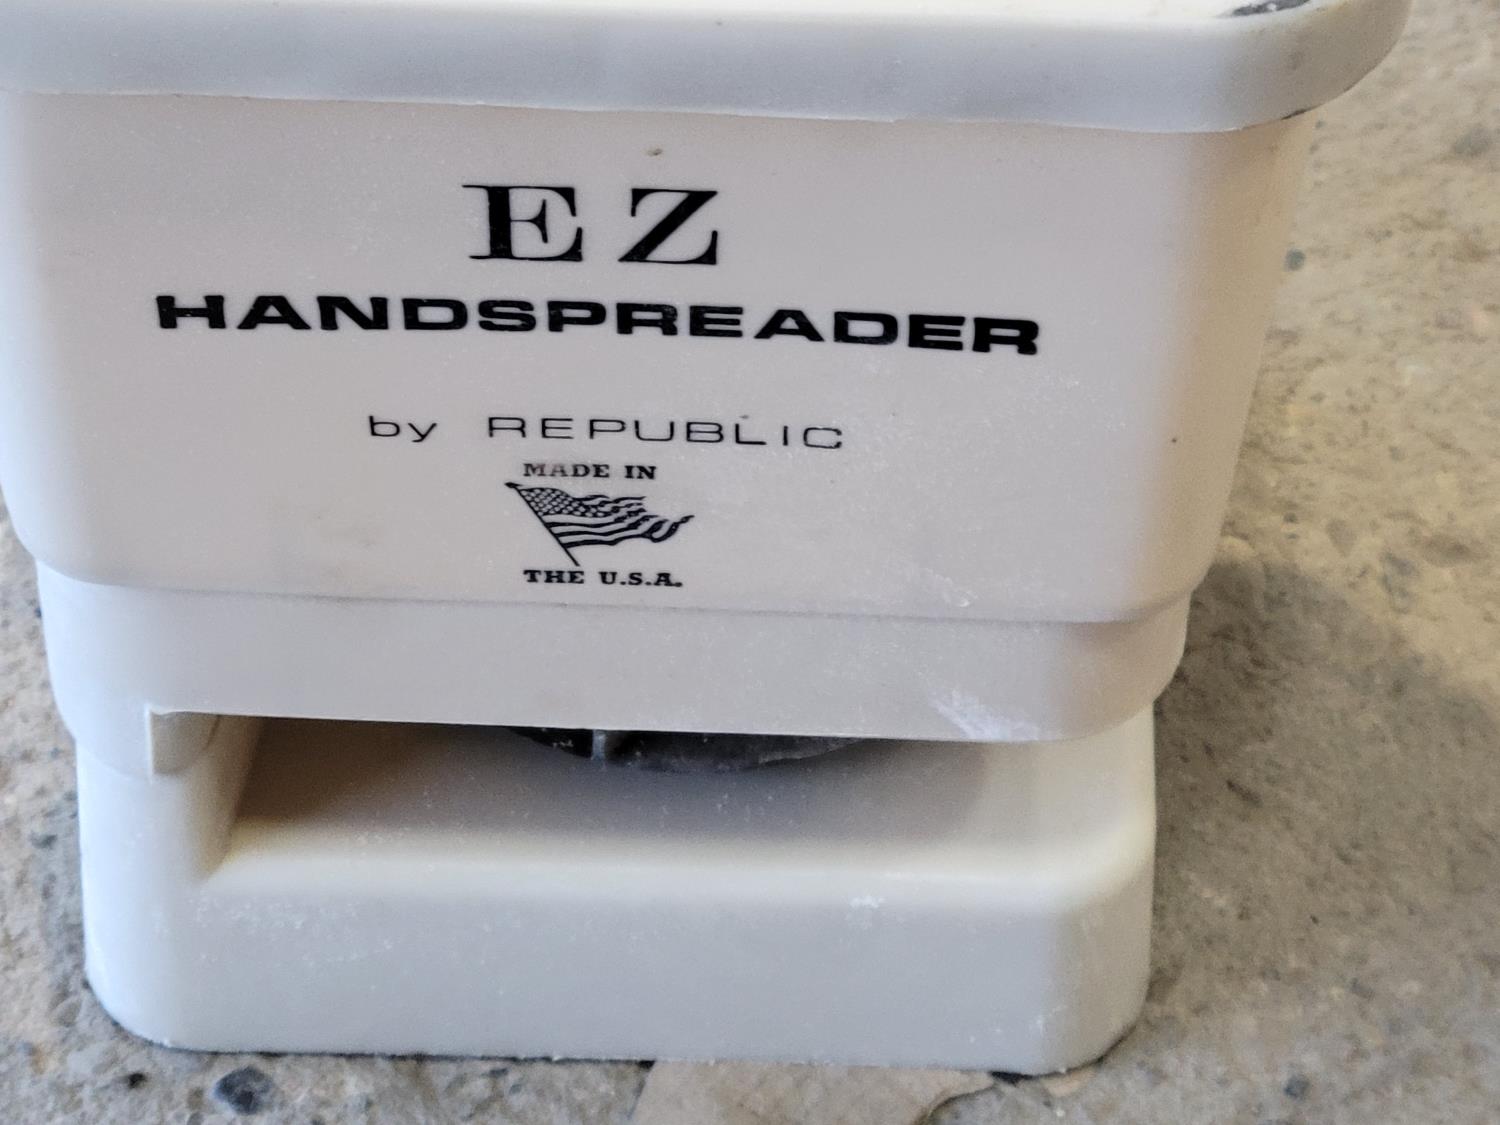 EZ
HANDSPREADER
by REPUBLIC
MADE IN
THE U.S.A.